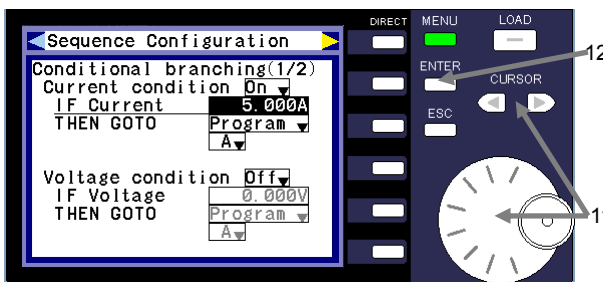 DIRECT MENU LOAD
Sequence Configuration
12
ENTER
Conditional branching(1/2)
CURSOR
Current condition On
IF Current 5.000A
ESC
THEN GOTO Program
A
Voltage condition Off
IF Voltage 0.000V
THEN GOTO Program
A